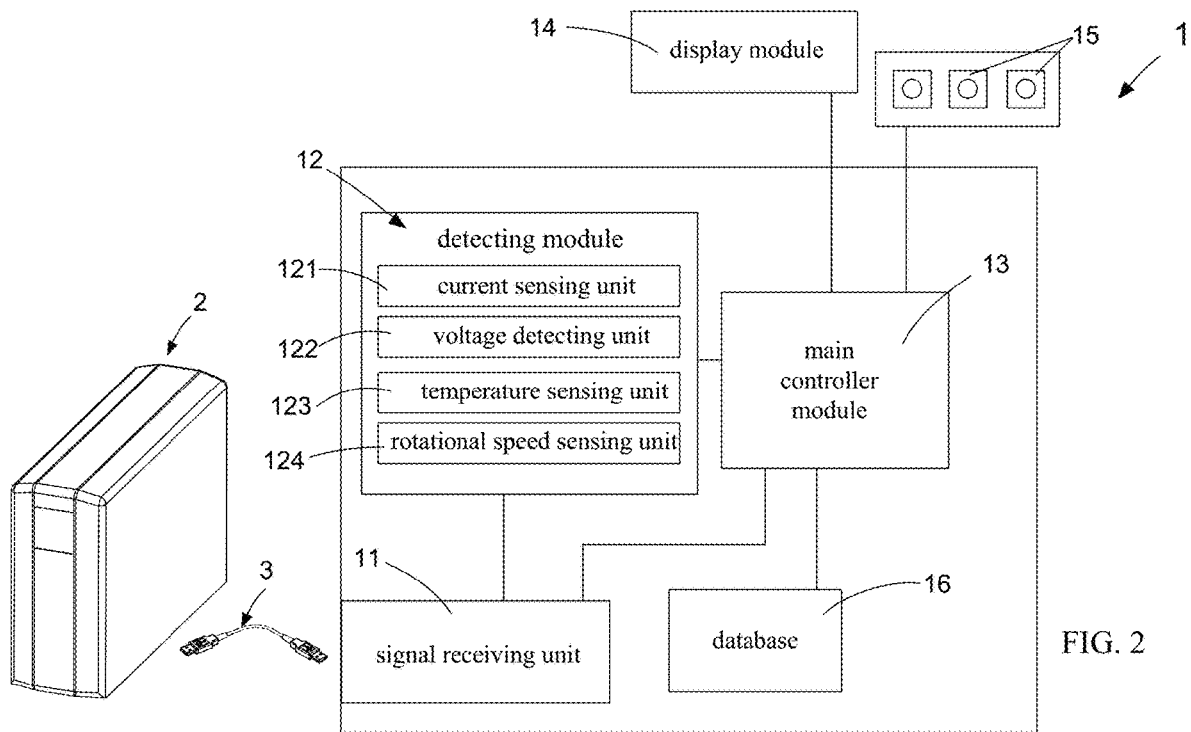 14
display module
15
1
12
detecting module
121
current sensing unit
13
2
122
voltage detecting unit
main
controller
module
123
temperature sensing unit
124
rotational speed sensing unit
11
3
16
signal receiving unit
database
FIG. 2